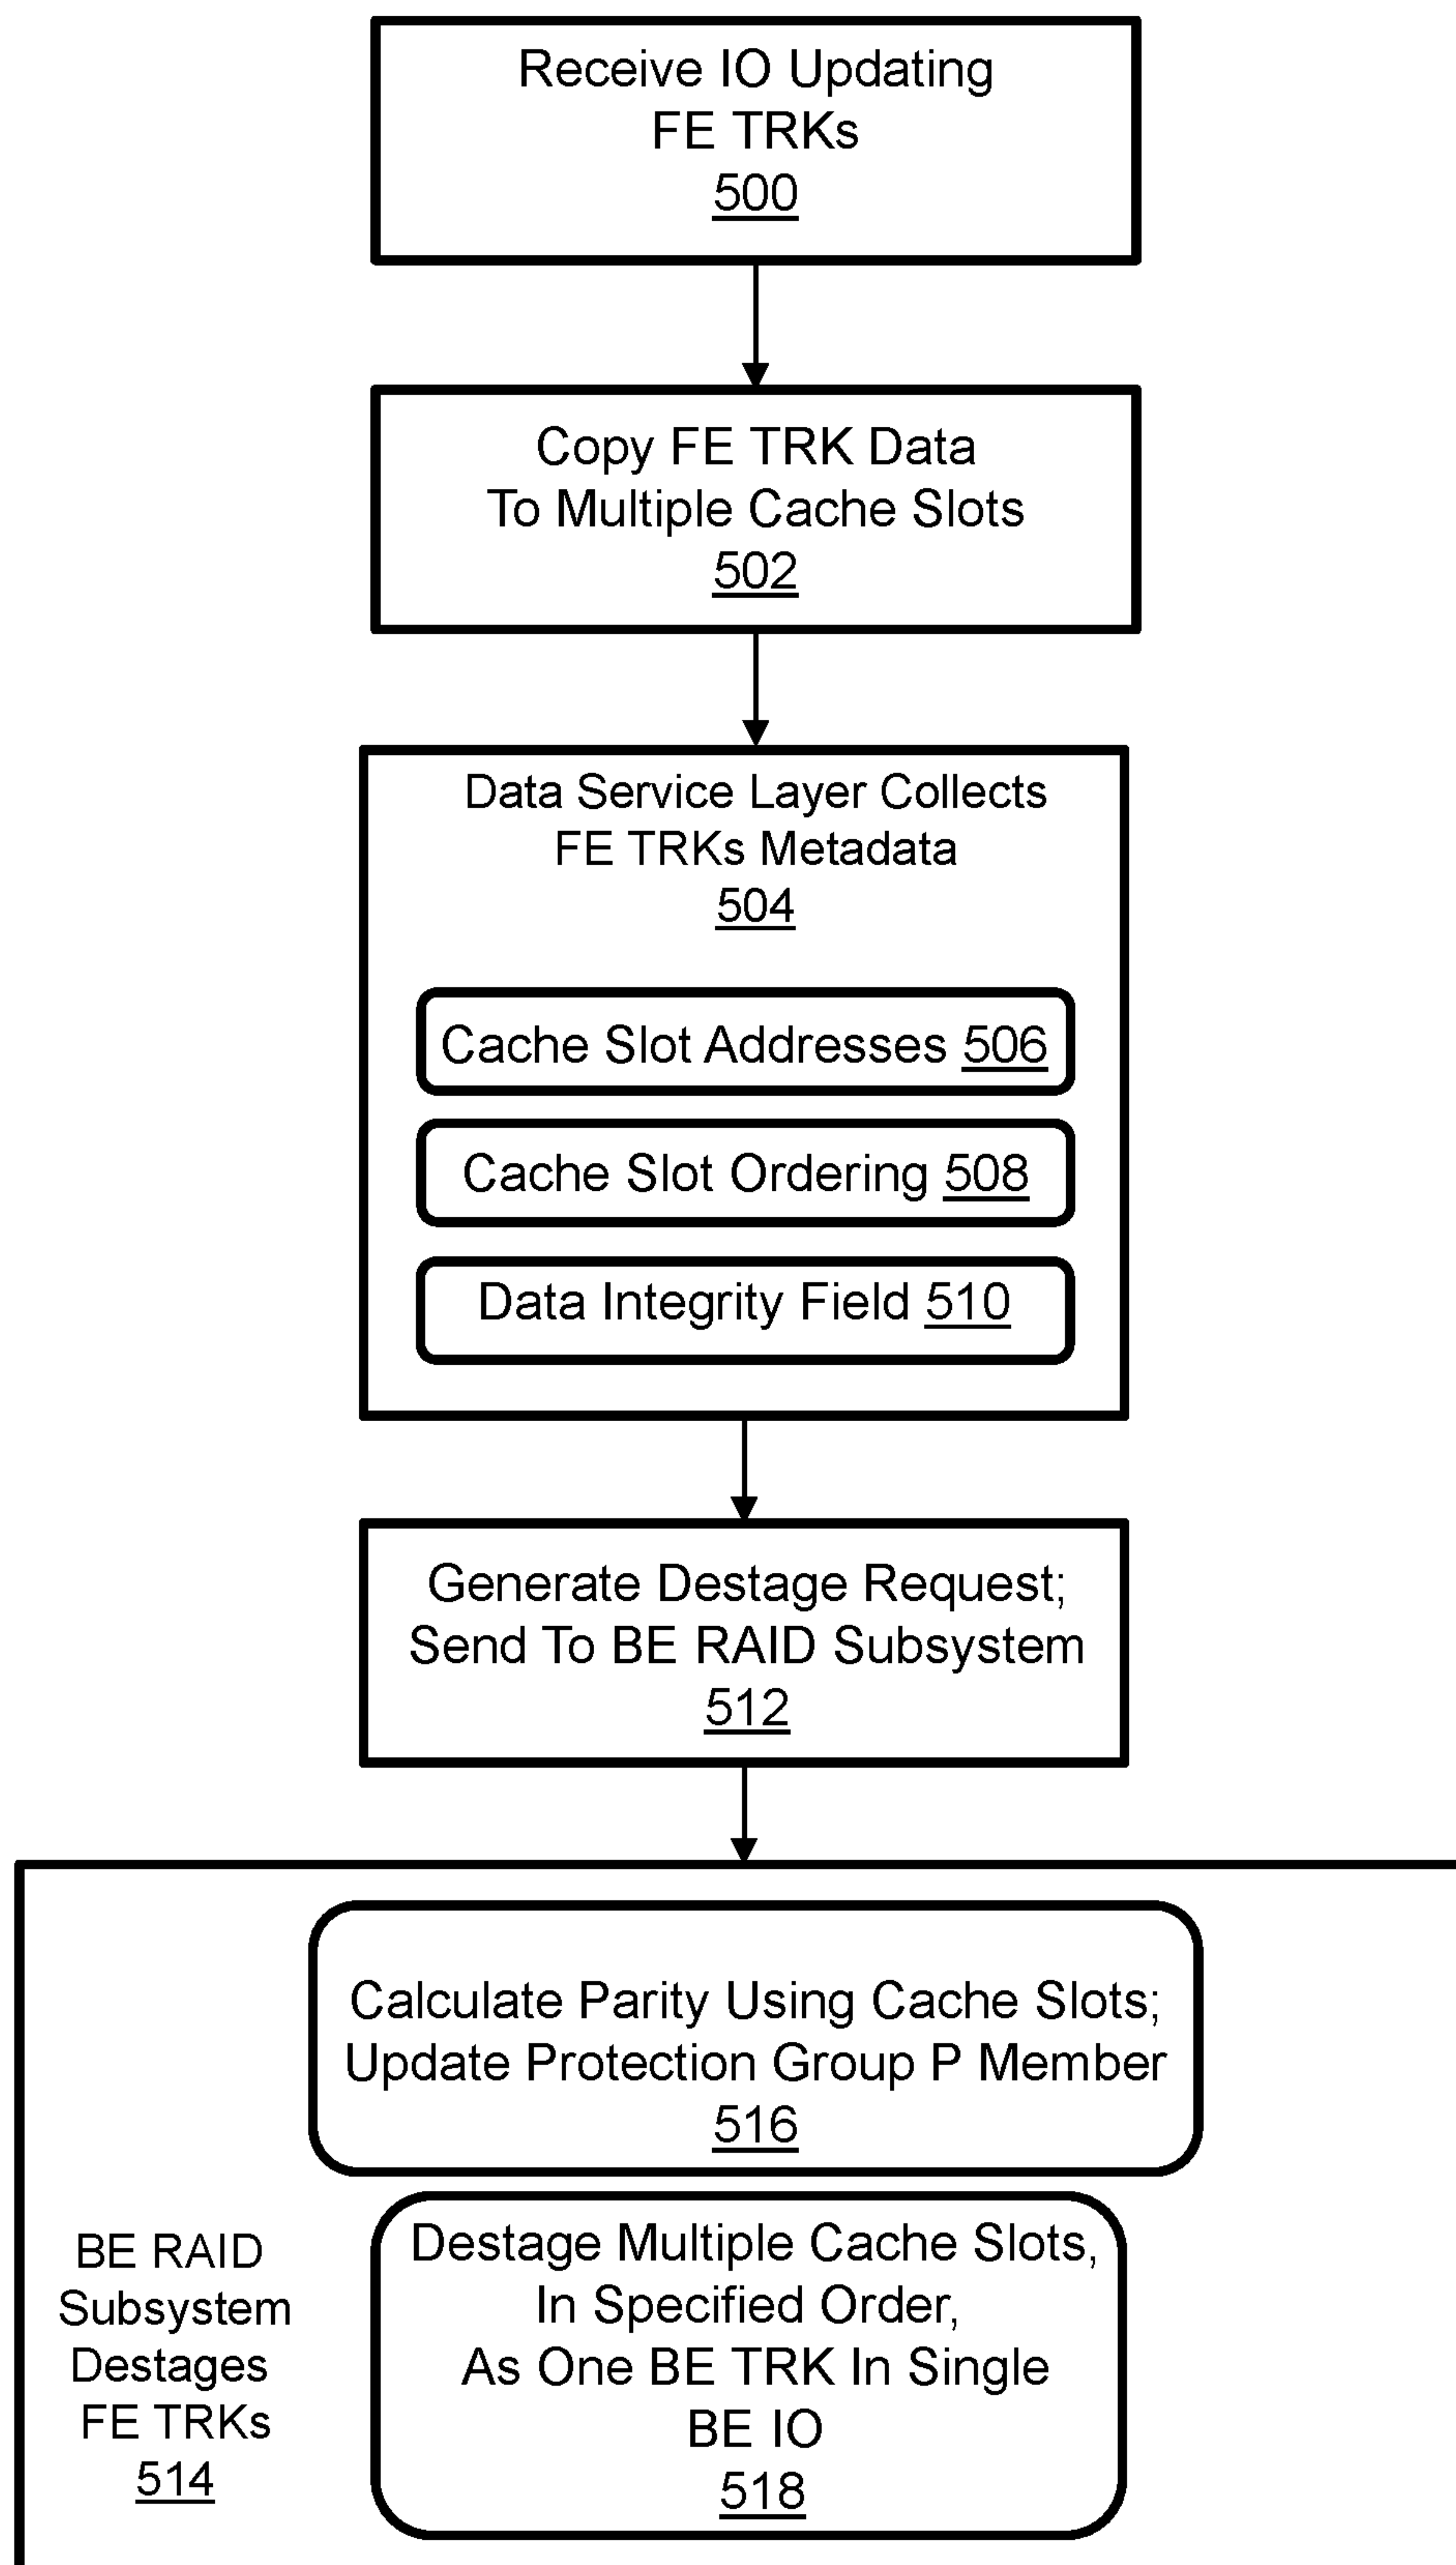 Receive IO Updating
FE TRKs
500
Copy FE TRK Data
To Multiple Cache Slots
502
Data Service Layer Collects
FE TRKs Metadata
504
Cache Slot Addresses 506
Cache Slot Ordering 508
Data Integrity Field 510
Generate Destage Request;
Send To BE RAID Subsystem
512
Calculate Parity Using Cache Slots;
Update Protection Group P Member
516
BE RAID
Subsystem
Destages
FE TRKs
514
Destage Multiple Cache Slots,
In Specified Order,
As One BE TRK In Single
BE IO
518